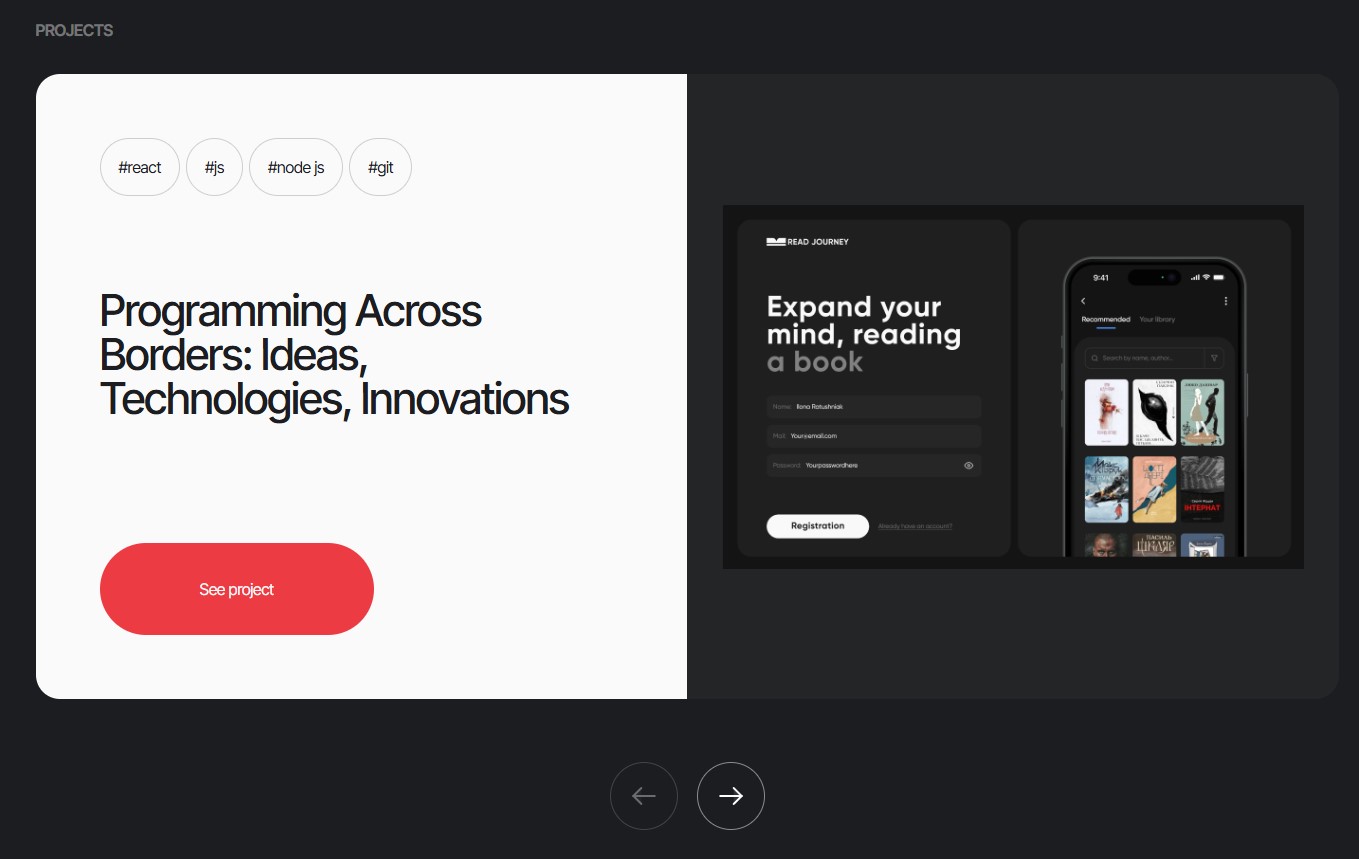 PROJECTS
#react
#js
#node js
#git
Programming Across
Borders: Ideas,
Technologies, Innovations
See project
READ JOURNEY
Expand your
mind, reading
a book
Name: Ilona Ratushniak
Mail: Your@email.com
Password: Yourpasswordhere
Registration
Already have an account?
9:41
Recommended
Your library
Search by name, author...
ІНТЕРНАТ
ВАСИЛЬ
ШКЛЯР